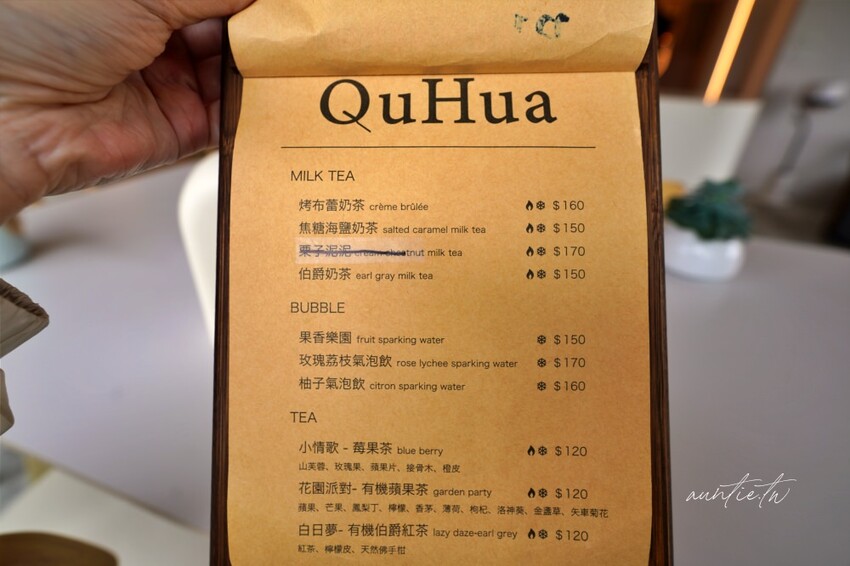 QuHua
MILK TEA
烤布蕾奶茶 crème brûlée $160
焦糖海鹽奶茶 salted caramel milk tea $150
栗子泥泥 cream chestnut milk tea $170
伯爵奶茶 earl gray milk tea $150
BUBBLE
果香樂園 fruit sparking water $150
玫瑰荔枝氣泡飲 rose lychee sparking water $170
柚子氣泡飲 citron sparking water $160
TEA
小情歌 - 莓果茶 blue berry $120
山芙蓉、玫瑰果、蘋果片、接骨木、橙皮
花園派對- 有機蘋果茶 garden party $120
蘋果、芒果、鳳梨丁、檸檬、香茅、薄荷、枸杞、洛神葵、金盞草、矢車菊花
白日夢- 有機伯爵紅茶 lazy daze-earl grey $120
紅茶、檸檬皮、天然佛手柑
auntie.tw